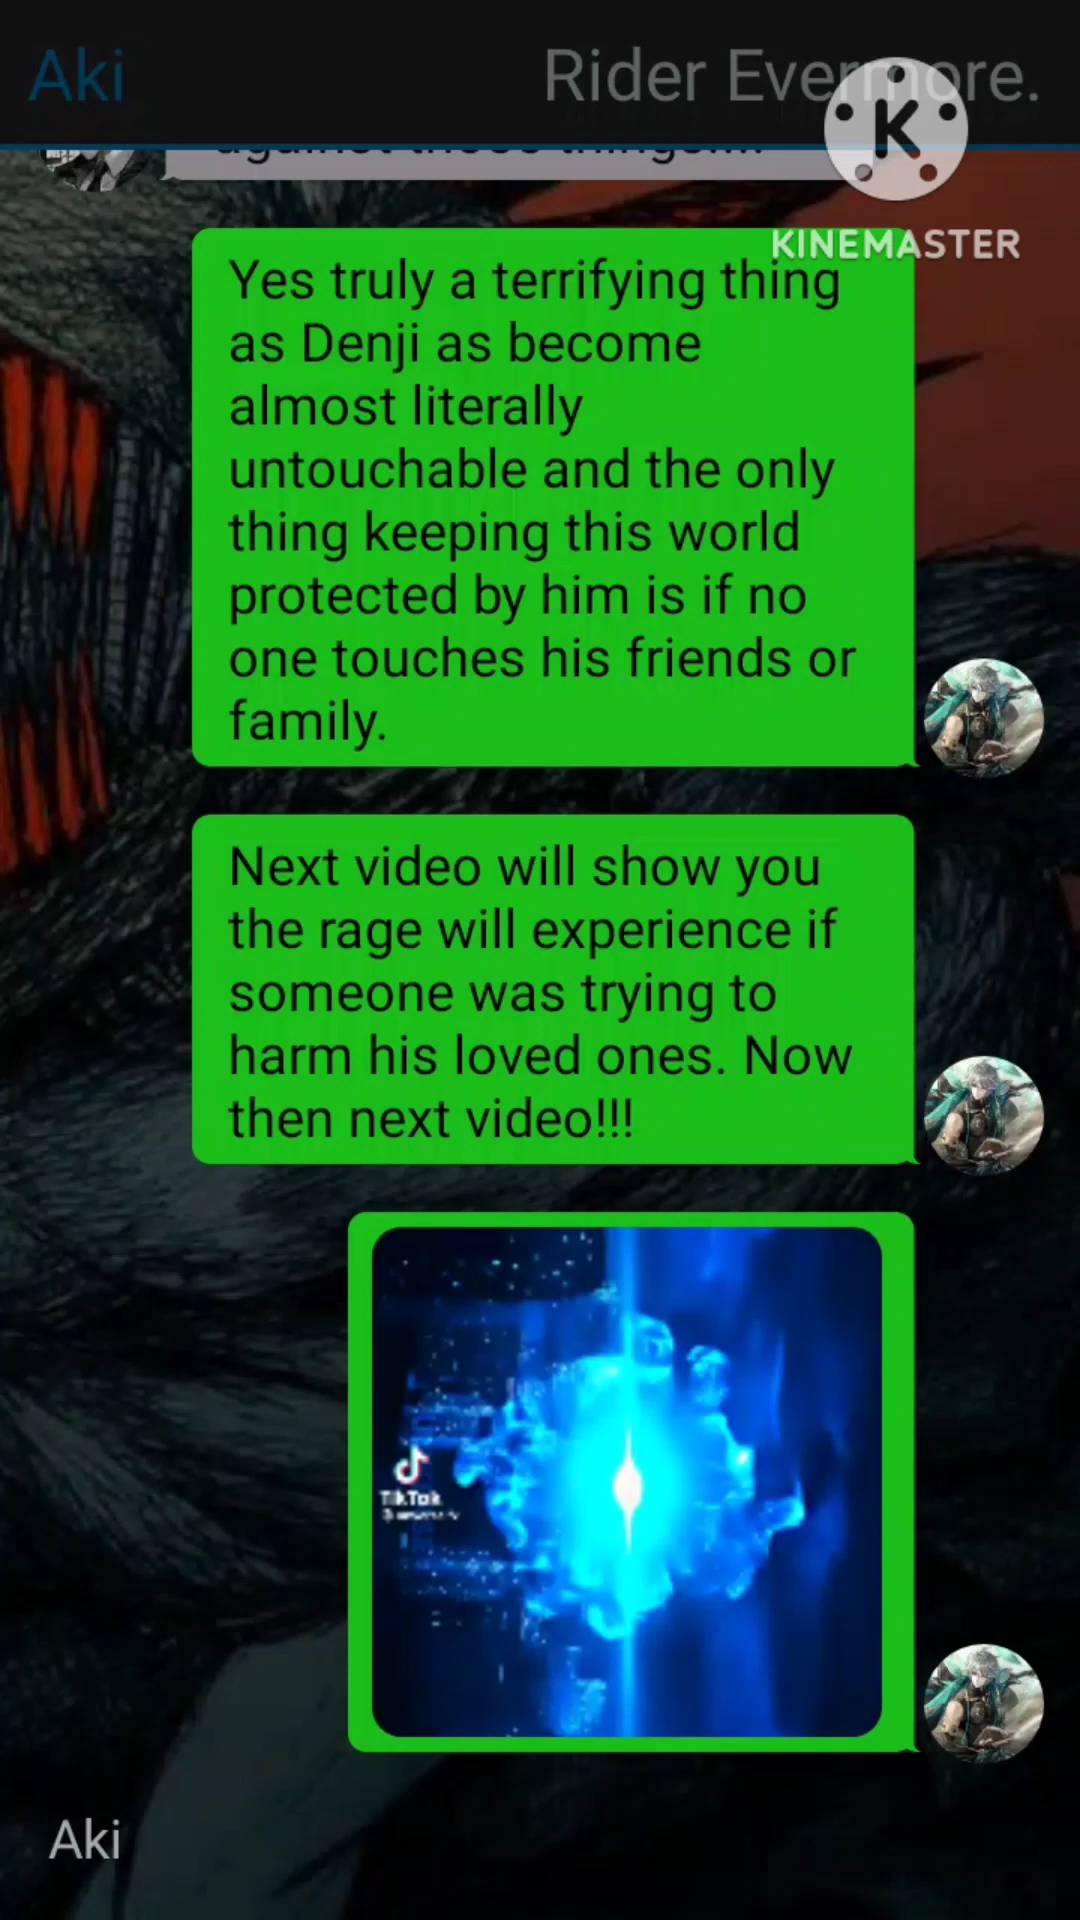 Aki
Rider Evermore.
KINEMASTER
Yes truly a terrifying thing
as Denji as become
almost literally
untouchable and the only
thing keeping this world
protected by him is if no
one touches his friends or
family.
Next video will show you
the rage will experience if
someone was trying to
harm his loved ones. Now
then next video!!!
TikTok
Aki